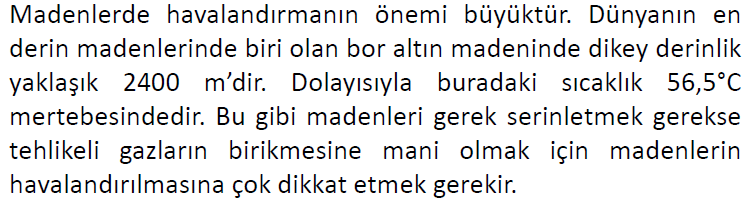 Madenlerde havalandırmanın önemi büyüktür. Dünyanın en
derin madenlerinde biri olan bor altın madeninde dikey derinlik
yaklaşık 2400 m’dir. Dolayısıyla buradaki sıcaklık 56,5°C
mertebesindedir. Bu gibi madenleri gerek serinletmek gerekse
tehlikeli gazların birikmesine mani olmak için madenlerin
havalandırılmasına çok dikkat etmek gerekir.